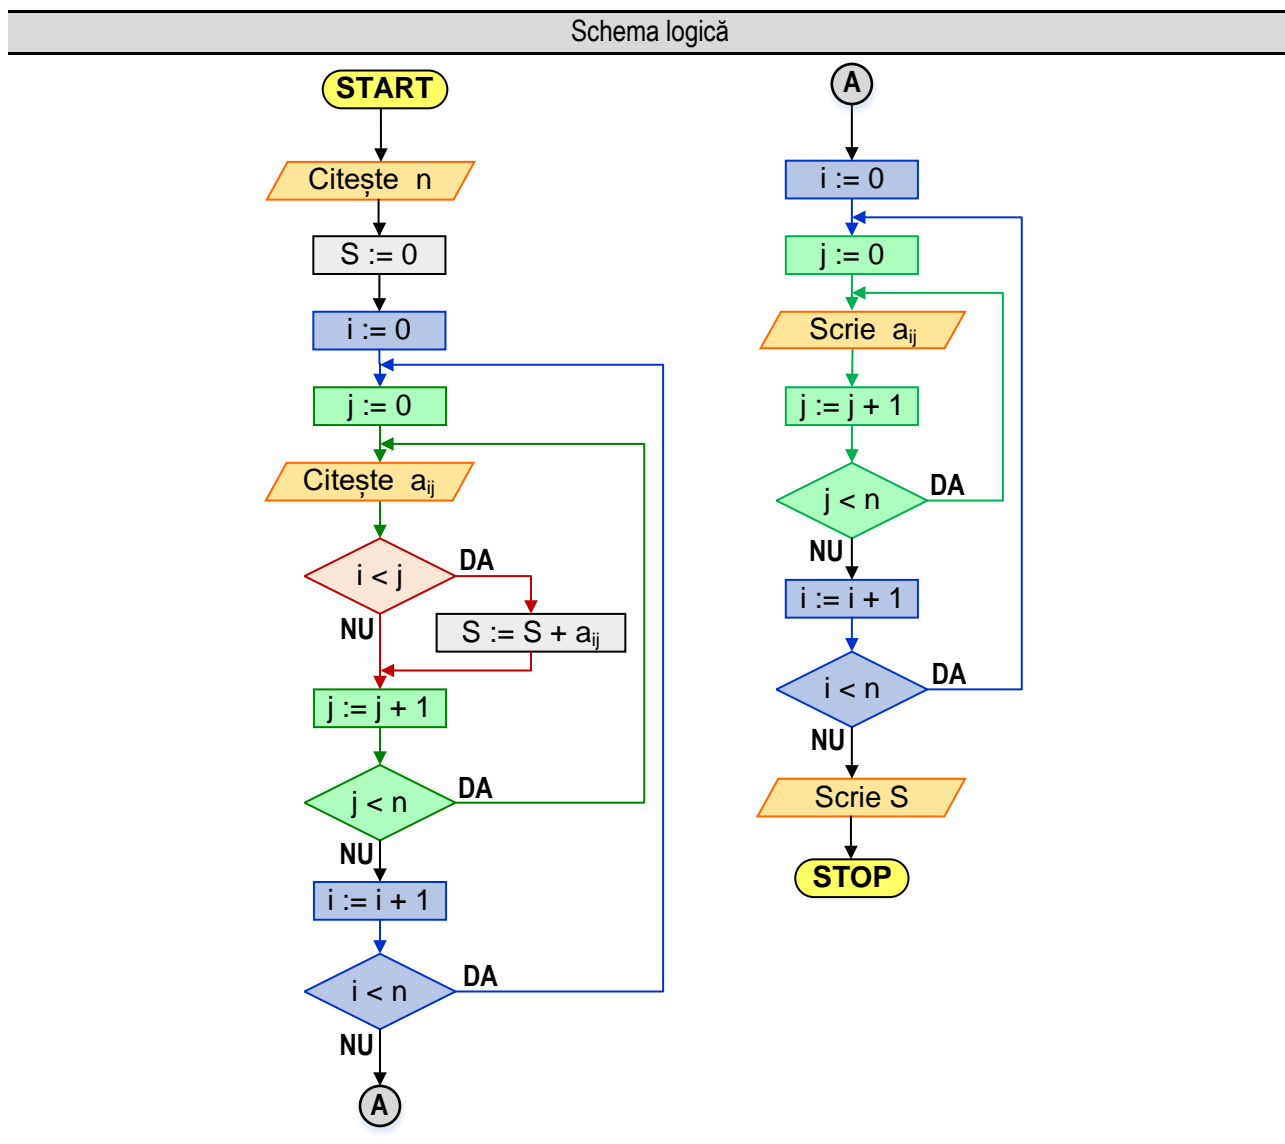 Schema logică
START
Citește n
S := 0
i := 0
j := 0
Citește aij
i < j
DA
NU
S := S + aij
j := j + 1
j < n
DA
NU
i := i + 1
i < n
DA
NU
A
A
i := 0
j := 0
Scrie aij
j := j + 1
j < n
DA
NU
i := i + 1
i < n
DA
NU
Scrie S
STOP